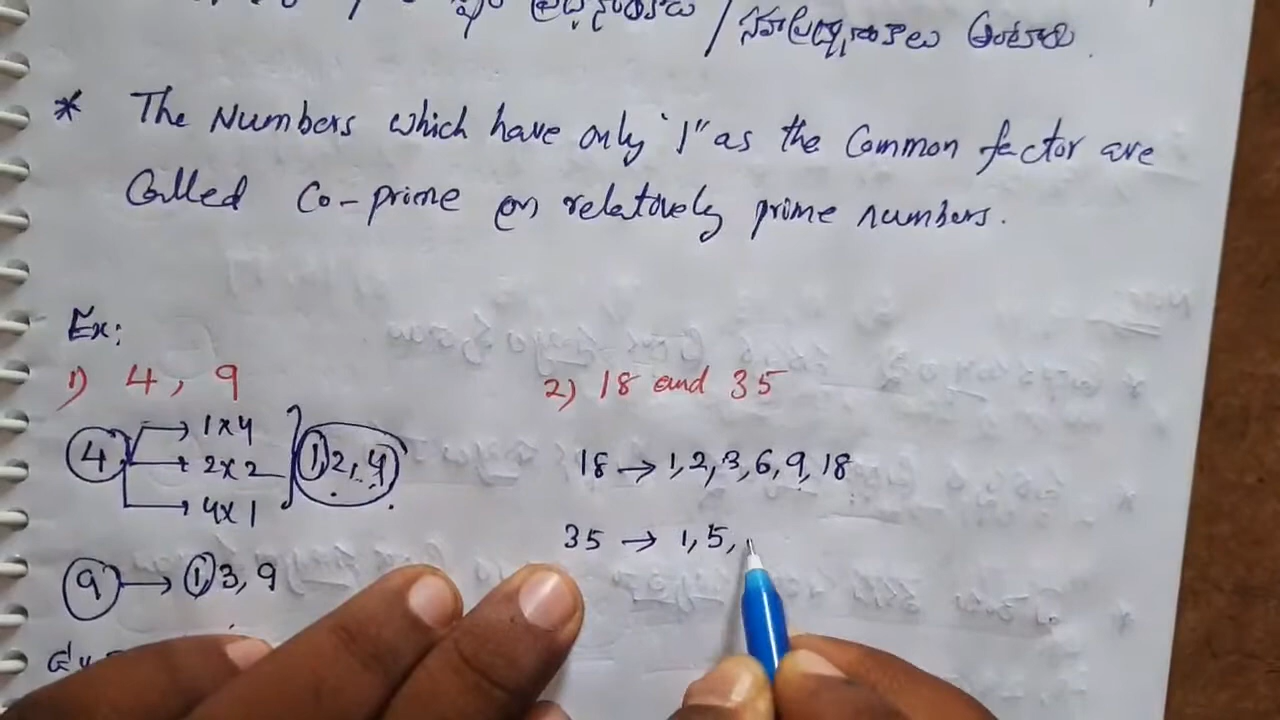 / సహప్రధానాంకాలు అంటారు.
* The Numbers which have only "1" as the Common factor are
Called Co-prime or relatively prime numbers.
Ex:
1) 4, 9
4 → 1x4
→ 2x2
→ 4x1
1, 2, 4
9 → 1, 3, 9
2) 18 and 35
18 → 1, 2, 3, 6, 9, 18
35 → 1, 5,